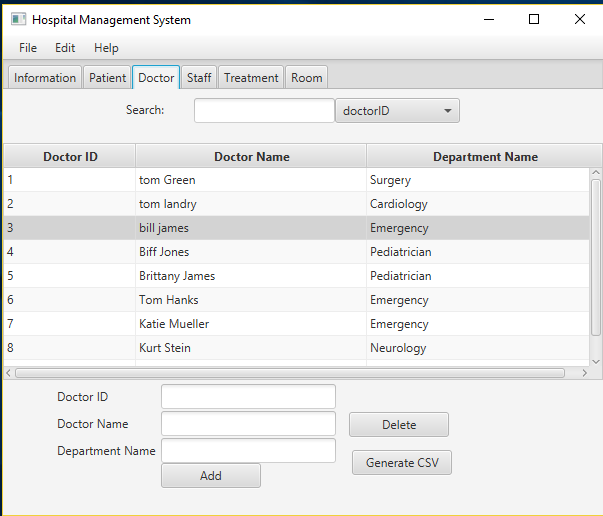 Hospital Management System
File Edit Help
Information Patient Doctor Staff Treatment Room
Search: doctorID
Doctor ID Doctor Name Department Name
1 tom Green Surgery
2 tom landry Cardiology
3 bill james Emergency
4 Biff Jones Pediatrician
5 Brittany James Pediatrician
6 Tom Hanks Emergency
7 Katie Mueller Emergency
8 Kurt Stein Neurology
Doctor ID
Doctor Name Delete
Department Name
Generate CSV
Add